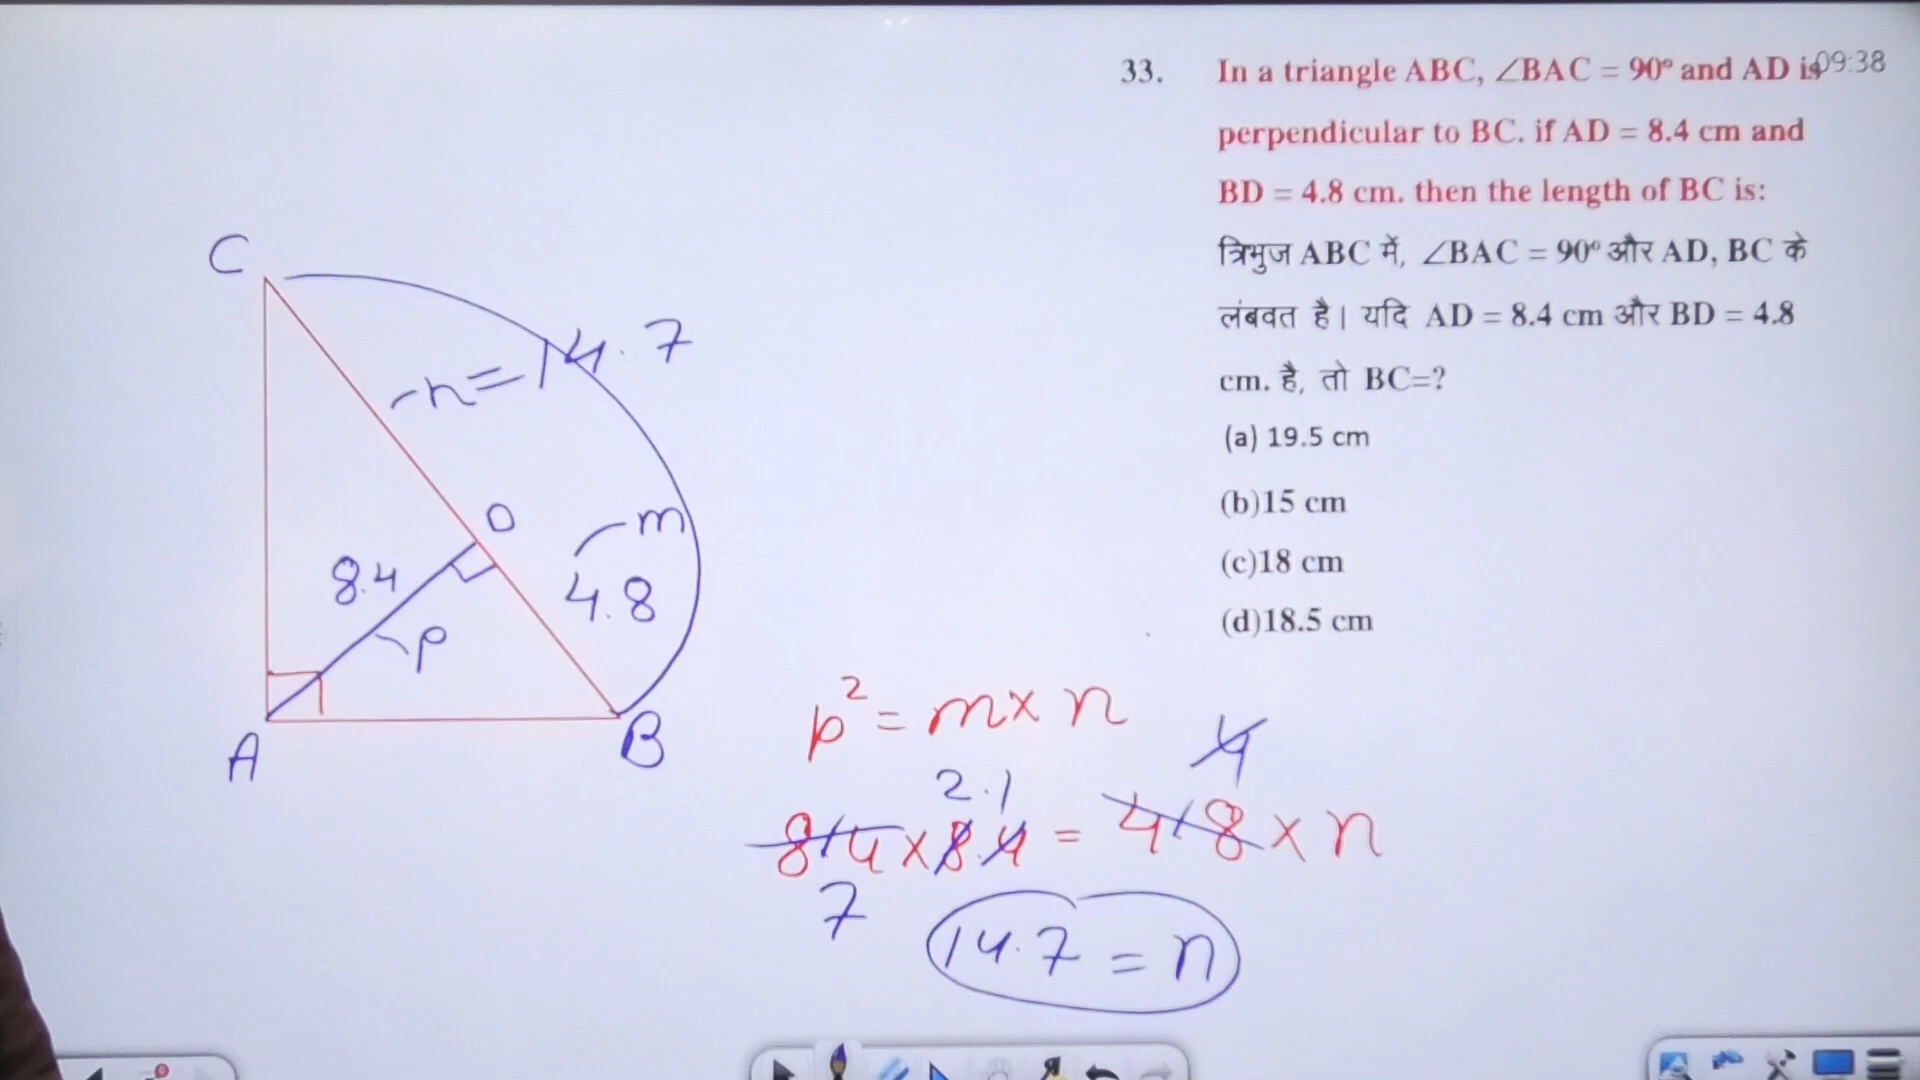 09:38
33. In a triangle ABC, ∠BAC = 90° and AD is
perpendicular to BC. if AD = 8.4 cm and
BD = 4.8 cm. then the length of BC is:
त्रिभुज ABC में, ∠BAC = 90° और AD, BC के
लंबवत है। यदि AD = 8.4 cm और BD = 4.8
cm. है, तो BC=?
(a) 19.5 cm
(b)15 cm
(c)18 cm
(d)18.5 cm
C
n = 14.7
D
m
8.4
4.8
p
A
B
p² = m × n
4
2.1
8.4 × 8.4 = 4.8 × n
7
14.7 = n